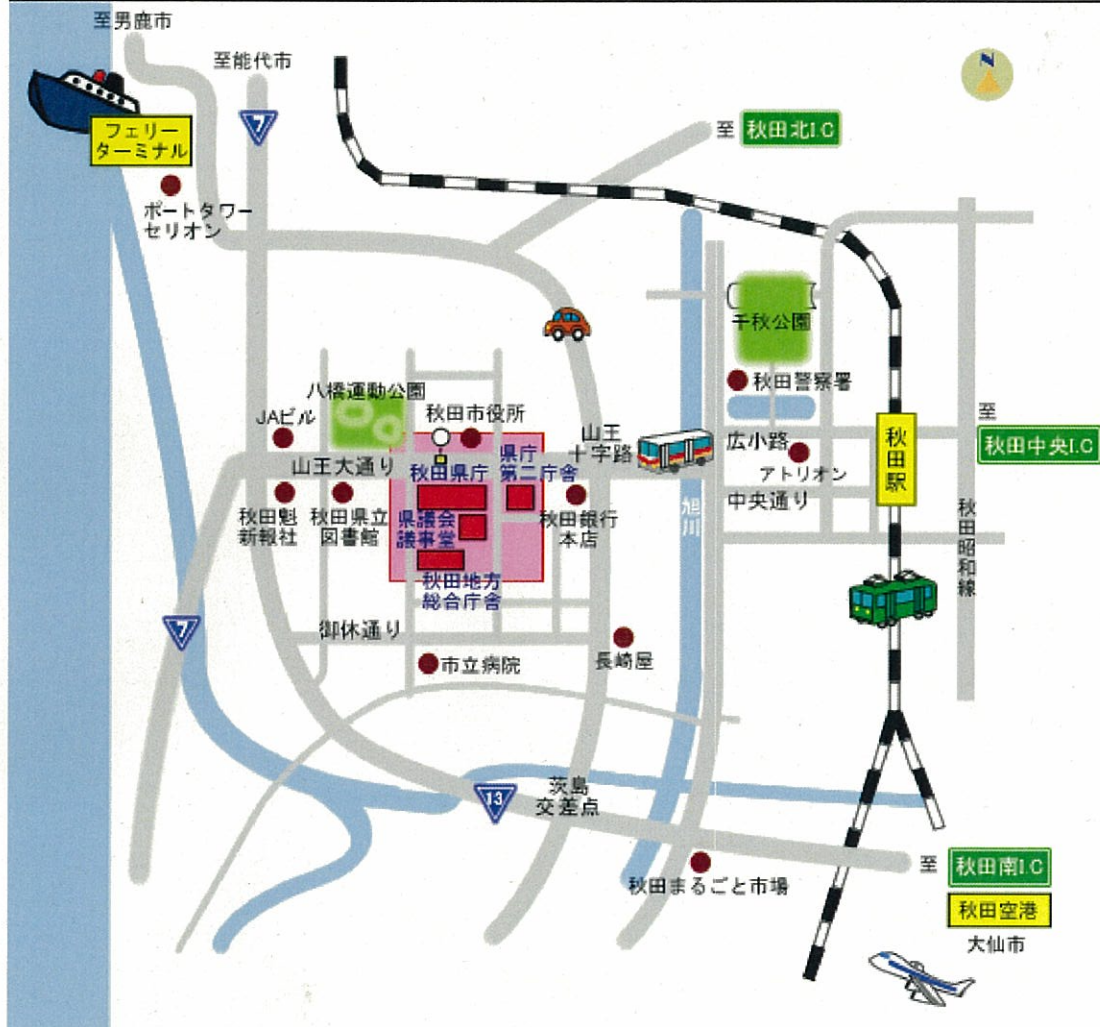 至男鹿市
至能代市
N
7
フェリー
ターミナル
至
秋田北I.C
ポートタワー
セリオン
千秋公園
秋田警察署
八橋運動公園
JAビル
秋田市役所
山王
十字路
広小路
アトリオン
秋田駅
至
秋田中央I.C
山王大通り
秋田県庁
県庁
第二庁舎
中央通り
旭川
秋田昭和線
秋田魁
新報社
秋田県立
図書館
県議会
議事堂
秋田銀行
本店
秋田地方
総合庁舎
7
御休通り
長崎屋
市立病院
13
茨島
交差点
秋田まるごと市場
至
秋田南I.C
秋田空港
大仙市